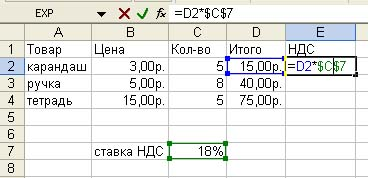 EXP =D2*$C$7
A B C D E
1 Товар Цена Кол-во Итого НДС
2 карандаш 3,00р. 5 15,00р. =D2*$C$7
3 ручка 5,00р. 8 40,00р.
4 тетрадь 15,00р. 5 75,00р.
5
6
7 ставка НДС 18%
8